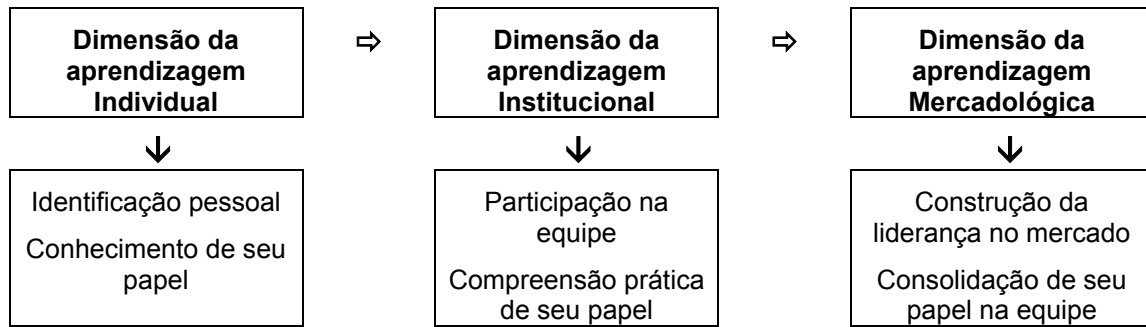 Dimensão da
aprendizagem
Individual
⇨
Dimensão da
aprendizagem
Institucional
⇨
Dimensão da
aprendizagem
Mercadológica
Identificação pessoal
Conhecimento de seu
papel
Participação na
equipe
Compreensão prática
de seu papel
Construção da
liderança no mercado
Consolidação de seu
papel na equipe